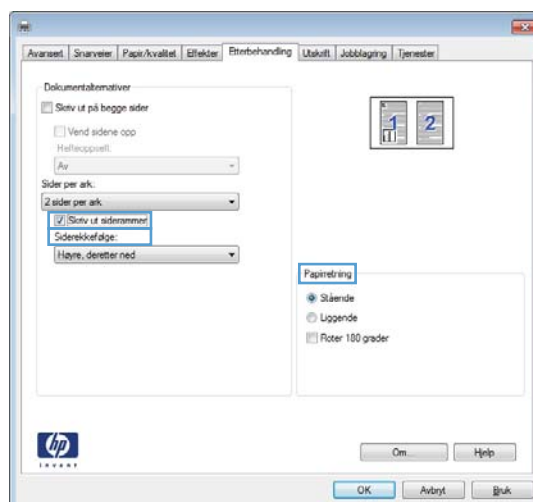 Avansert Snarveier Papir/kvalitet Effekter Etterbehandling Utskrift Jobblagring Tjenester
Dokumentalternativer
Skriv ut på begge sider
Vend sidene opp
Hefteoppsett:
Av
Sider per ark:
2 sider per ark
Skriv ut siderammer
Siderekkefølge:
Høyre, deretter ned
1 2
Papirretning
Stående
Liggende
Roter 180 grader
hp
invent
Om... Hjelp
OK Avbryt Bruk